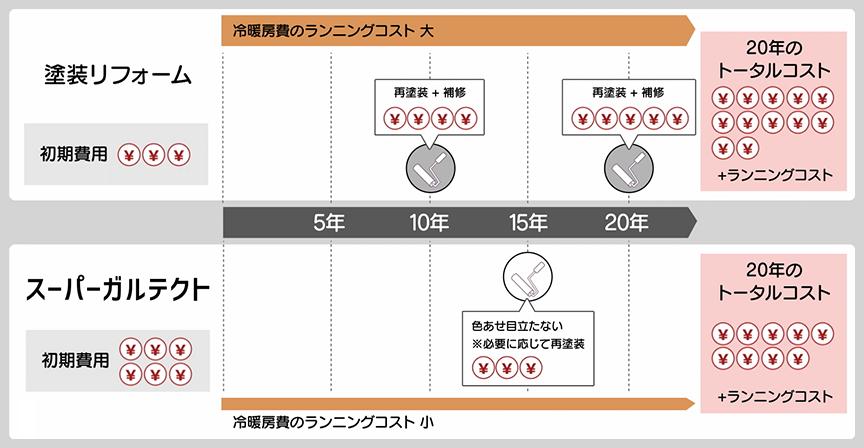 冷暖房費のランニングコスト 大
塗装リフォーム
初期費用 ¥ ¥ ¥
再塗装 + 補修
¥ ¥ ¥ ¥
再塗装 + 補修
¥ ¥ ¥ ¥ ¥
20年の
トータルコスト
¥ ¥ ¥ ¥ ¥
¥ ¥ ¥ ¥ ¥
¥ ¥
+ランニングコスト
5年 10年 15年 20年
スーパーガルテクト
初期費用
¥ ¥ ¥
¥ ¥ ¥
色あせ目立たない
※必要に応じて再塗装
¥ ¥ ¥
冷暖房費のランニングコスト 小
20年の
トータルコスト
¥ ¥ ¥ ¥ ¥
¥ ¥ ¥ ¥
+ランニングコスト